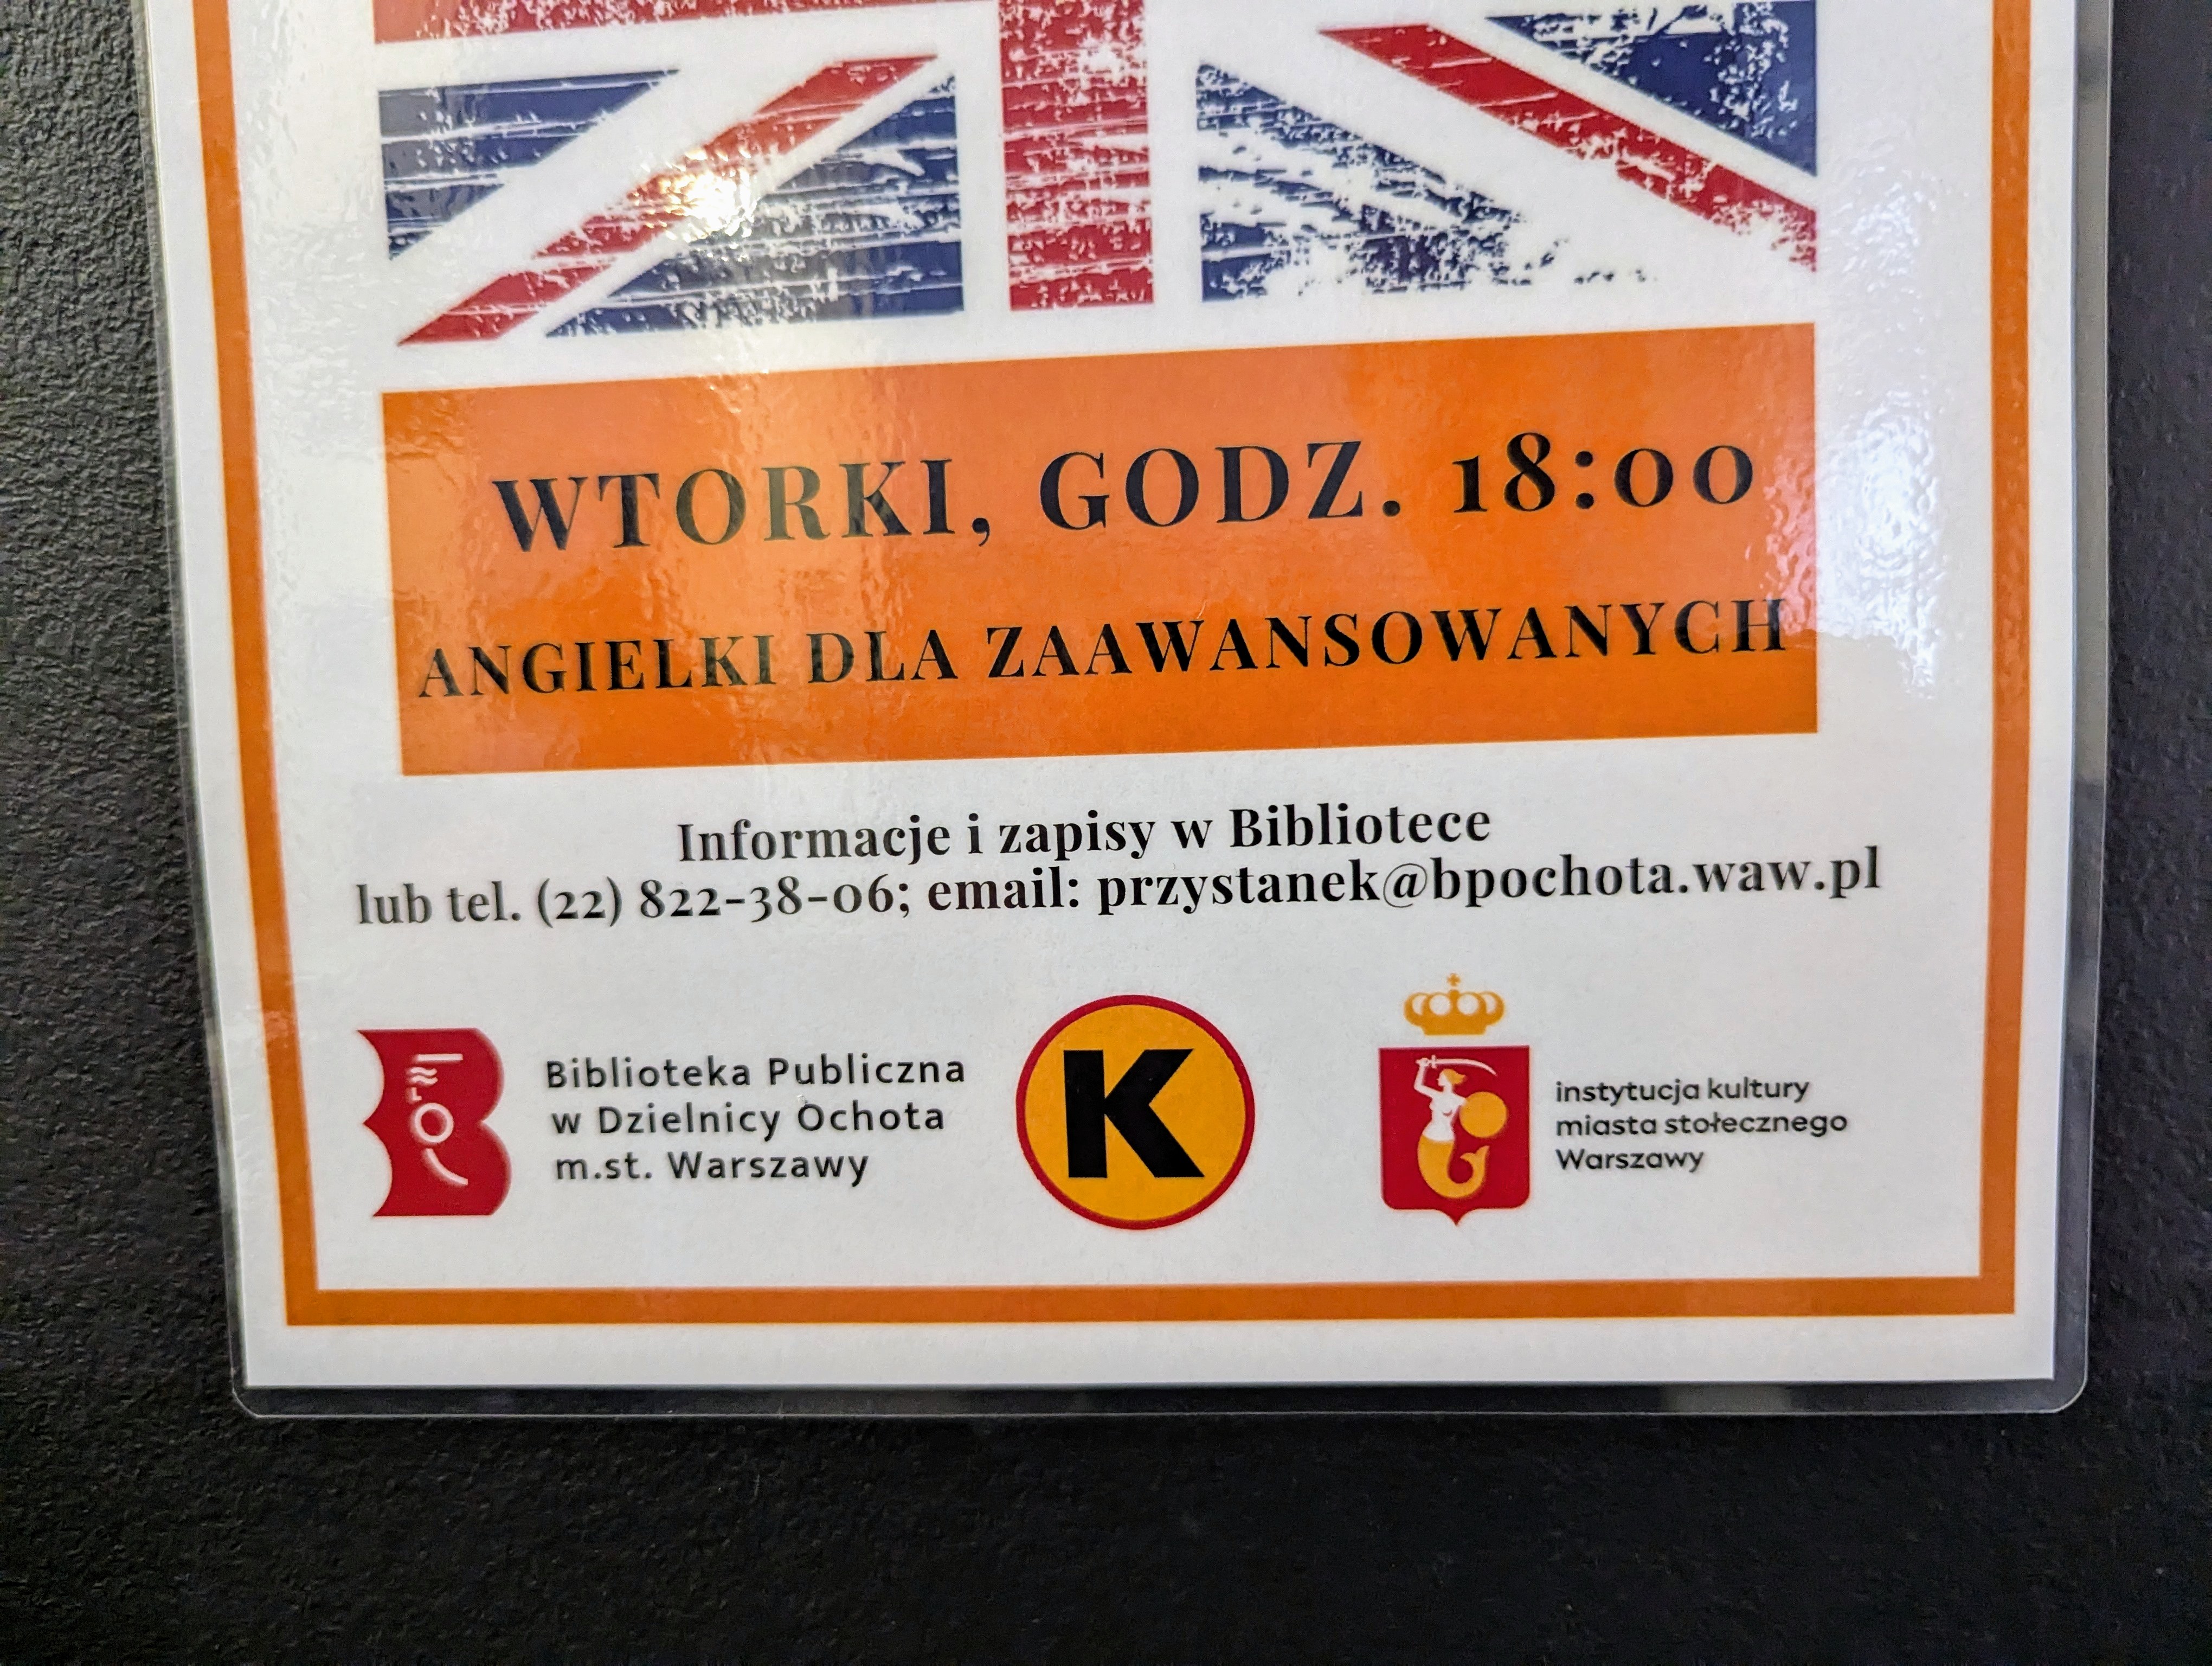 WTORKI, GODZ. 18:00
ANGIELKI DLA ZAAWANSOWANYCH
Informacje i zapisy w Bibliotece
lub tel. (22) 822-38-06; email: przystanek@bpochota.waw.pl
Biblioteka Publiczna
w Dzielnicy Ochota
m.st. Warszawy
K
instytucja kultury
miasta stołecznego
Warszawy